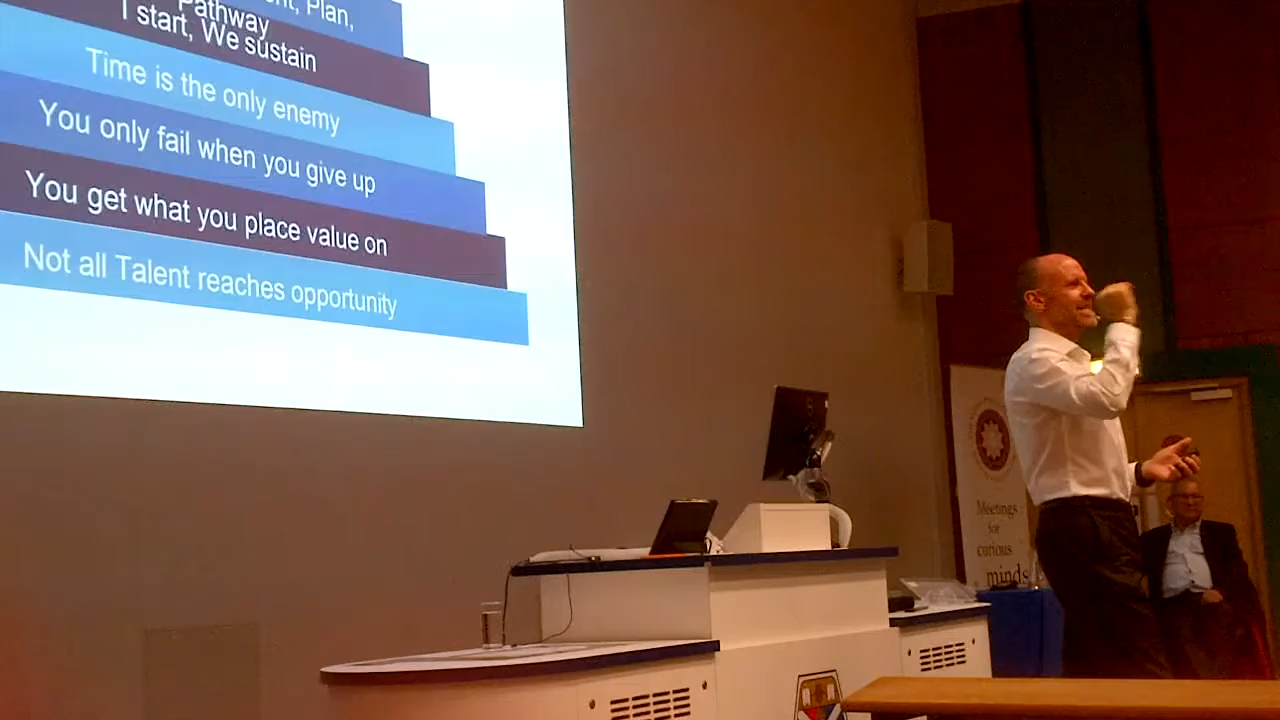 Plan,
Pathway
I start, We sustain
Time is the only enemy
You only fail when you give up
You get what you place value on
Not all Talent reaches opportunity
Meetings
for
curious
minds